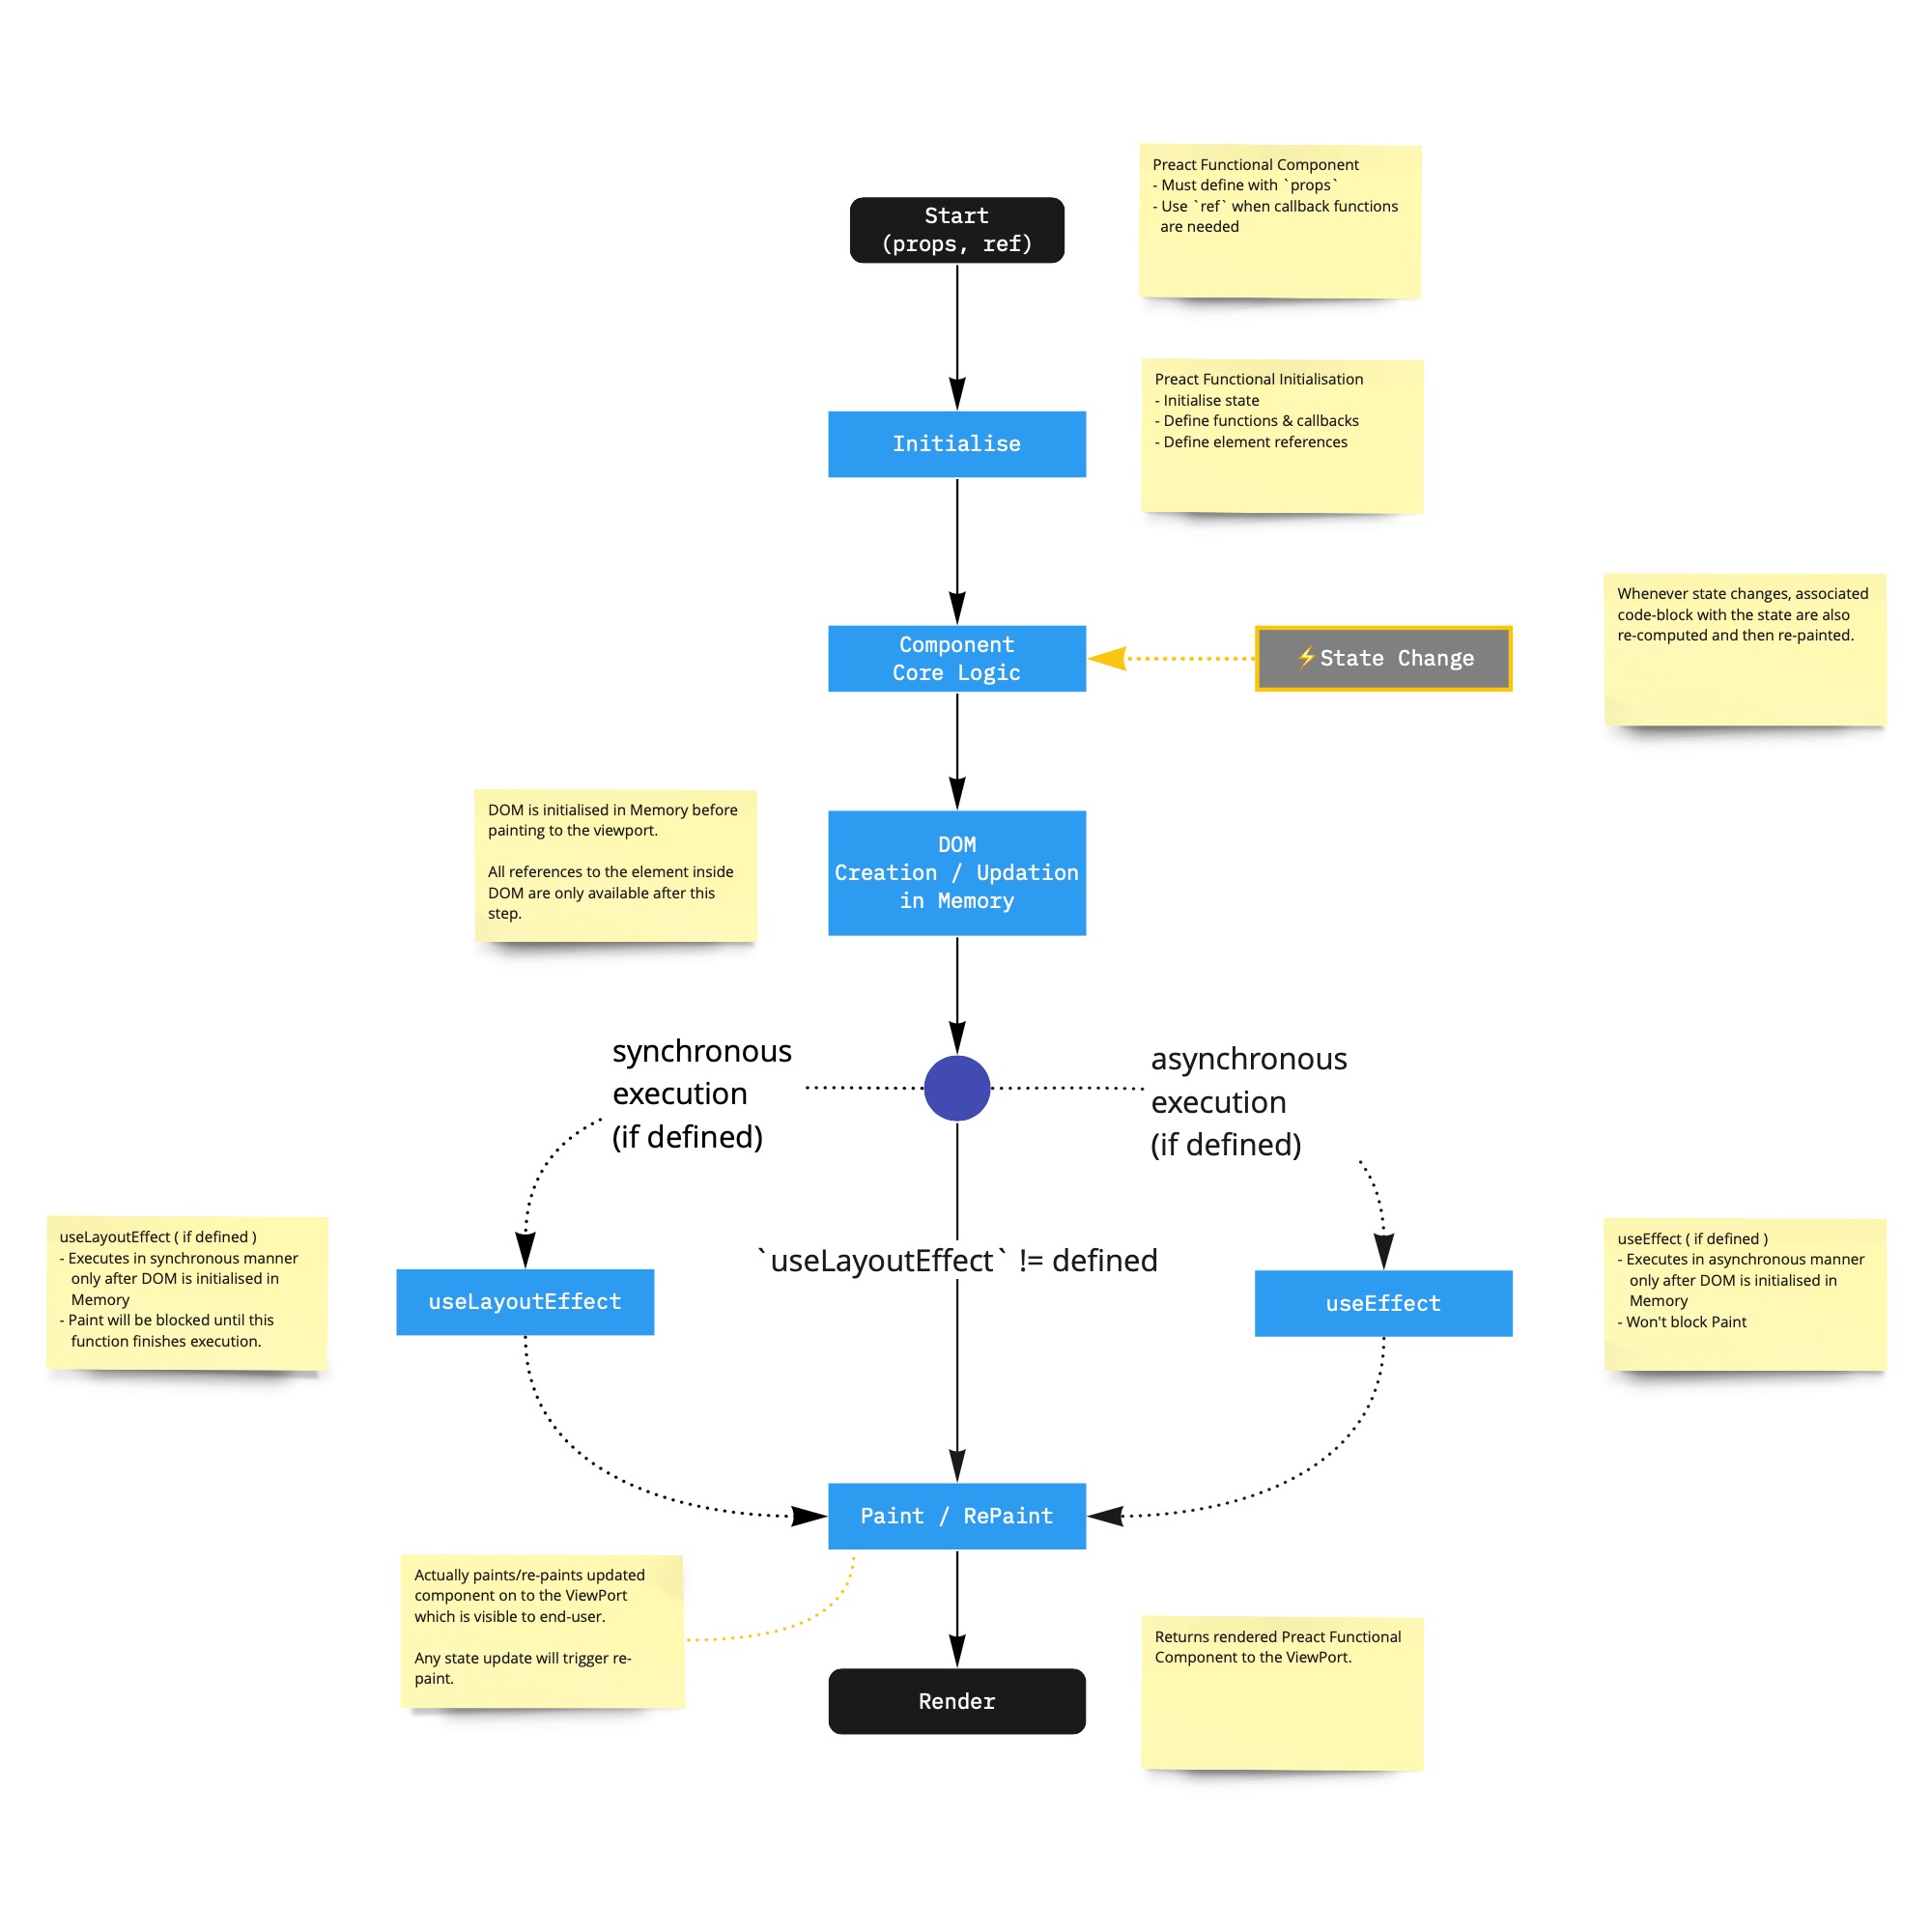 Preact Functional Component
- Must define with `props`
- Use `ref` when callback functions
are needed
Start
(props, ref)
Preact Functional Initialisation
- Initialise state
- Define functions & callbacks
- Define element references
Initialise
Whenever state changes, associated
code-block with the state are also
re-computed and then re-painted.
Component
Core Logic
⚡State Change
DOM is initialised in Memory before
painting to the viewport.
All references to the element inside
DOM are only available after this
step.
DOM
Creation / Updation
in Memory
synchronous
execution
(if defined)
asynchronous
execution
(if defined)
useLayoutEffect ( if defined )
- Executes in synchronous manner
only after DOM is initialised in
Memory
- Paint will be blocked until this
function finishes execution.
useLayoutEffect
`useLayoutEffect` != defined
useEffect
useEffect ( if defined )
- Executes in asynchronous manner
only after DOM is initialised in
Memory
- Won't block Paint
Paint / RePaint
Actually paints/re-paints updated
component on to the ViewPort
which is visible to end-user.
Any state update will trigger re-
paint.
Render
Returns rendered Preact Functional
Component to the ViewPort.